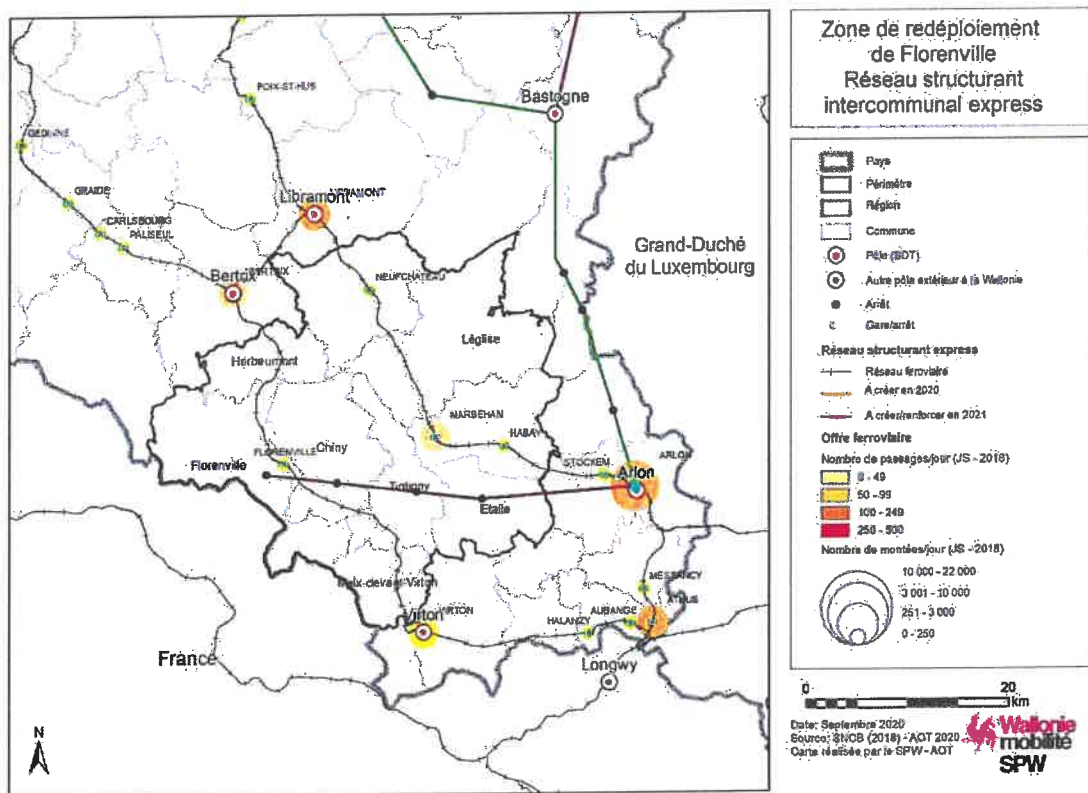 Zone de redéploiement
de Florenville
Réseau structurant
intercommunal express
Pays
Périmètre
Région
Commune
Pôle (SDT)
Autre pôle extérieur à la Wallonie
Arrêt
Gare/arrêt
Réseau structurant express
Réseau ferroviaire
A créer en 2020
A créer/renforcer en 2021
Offre ferroviaire
Nombre de passages/jour (JS - 2018)
0 - 49
50 - 99
100 - 249
250 - 500
Nombre de montées/jour (JS - 2018)
10 000 - 22 000
3 001 - 10 000
251 - 3 000
0 - 250
0 20
km
Date: Septembre 2020
Source: SNCB (2018) - AOT 2020
Carte réalisée par le SPW - AOT
Wallonie
mobilité
SPW
POIX-ST-HUB
Bastogne
GEDINNE
GRAIDE
Libramont
CARLSBOURG
PALISEUL
Grand-Duché
du Luxembourg
Bertrix
NEUFCHATEAU
Léglise
Herbeumont
MARBEHAN
HABAY
FLORENVILLE
Chiny
STOCKEM
ARLON
Florenville
Arlon
Tintigny
Etalle
MESSANCY
Meix-devant-Virton
ATHUS
Virton
VIRTON
AUBANGE
HALANZY
France
Longwy
N